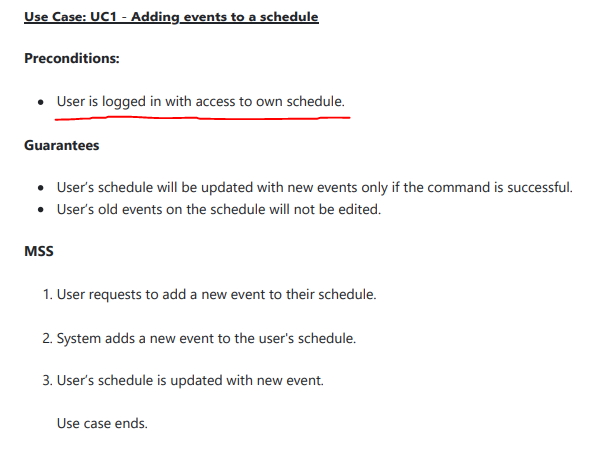 Use Case: UC1 - Adding events to a schedule
Preconditions:
• User is logged in with access to own schedule.
Guarantees
• User’s schedule will be updated with new events only if the command is successful.
• User’s old events on the schedule will not be edited.
MSS
1. User requests to add a new event to their schedule.
2. System adds a new event to the user's schedule.
3. User’s schedule is updated with new event.
Use case ends.